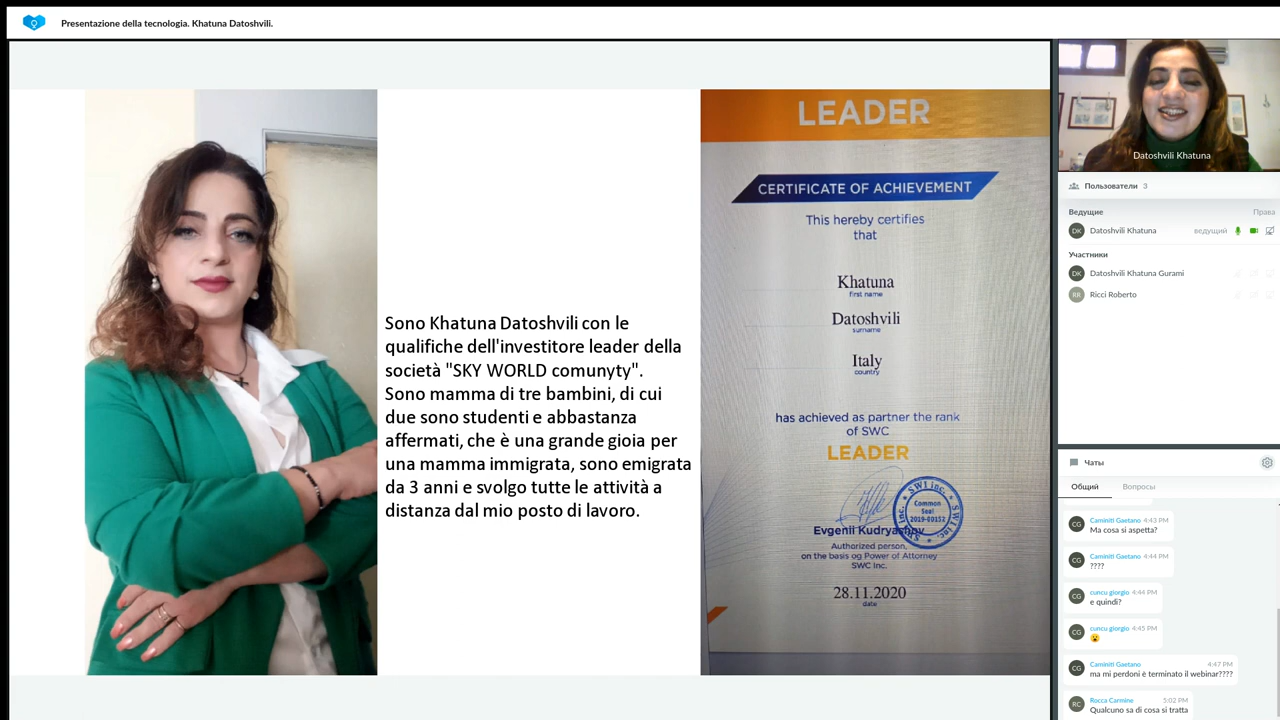 Presentazione della tecnologia. Khatuna Datoshvili.
Sono Khatuna Datoshvili con le
qualifiche dell'investitore leader della
società "SKY WORLD comunyty".
Sono mamma di tre bambini, di cui
due sono studenti e abbastanza
affermati, che è una grande gioia per
una mamma immigrata, sono emigrata
da 3 anni e svolgo tutte le attività a
distanza dal mio posto di lavoro.
LEADER
CERTIFICATE OF ACHIEVEMENT
This hereby certifies
that
Khatuna
first name
Datoshvili
surname
Italy
country
has achieved as partner the rank
of SWC
LEADER
SWI inc.
Common
Seal
2019-00152
Evgenii Kudryashov
Authorized person,
on the basis og Power of Attorney
SWC Inc.
28.11.2020
date
Datoshvili Khatuna
Пользователи 3
Ведущие Права
DK Datoshvili Khatuna ведущий
Участники
DK Datoshvili Khatuna Gurami
RR Ricci Roberto
Чаты
Общий Вопросы
CG Caminiti Gaetano 4:43 PM
Ma cosa si aspetta?
CG Caminiti Gaetano 4:44 PM
????
CG cuncu giorgio 4:44 PM
e quindi?
CG cuncu giorgio 4:45 PM
😮
CG Caminiti Gaetano 4:47 PM
ma mi perdoni è terminato il webinar????
RC Rocca Carmine 5:02 PM
Qualcuno sa di cosa si tratta